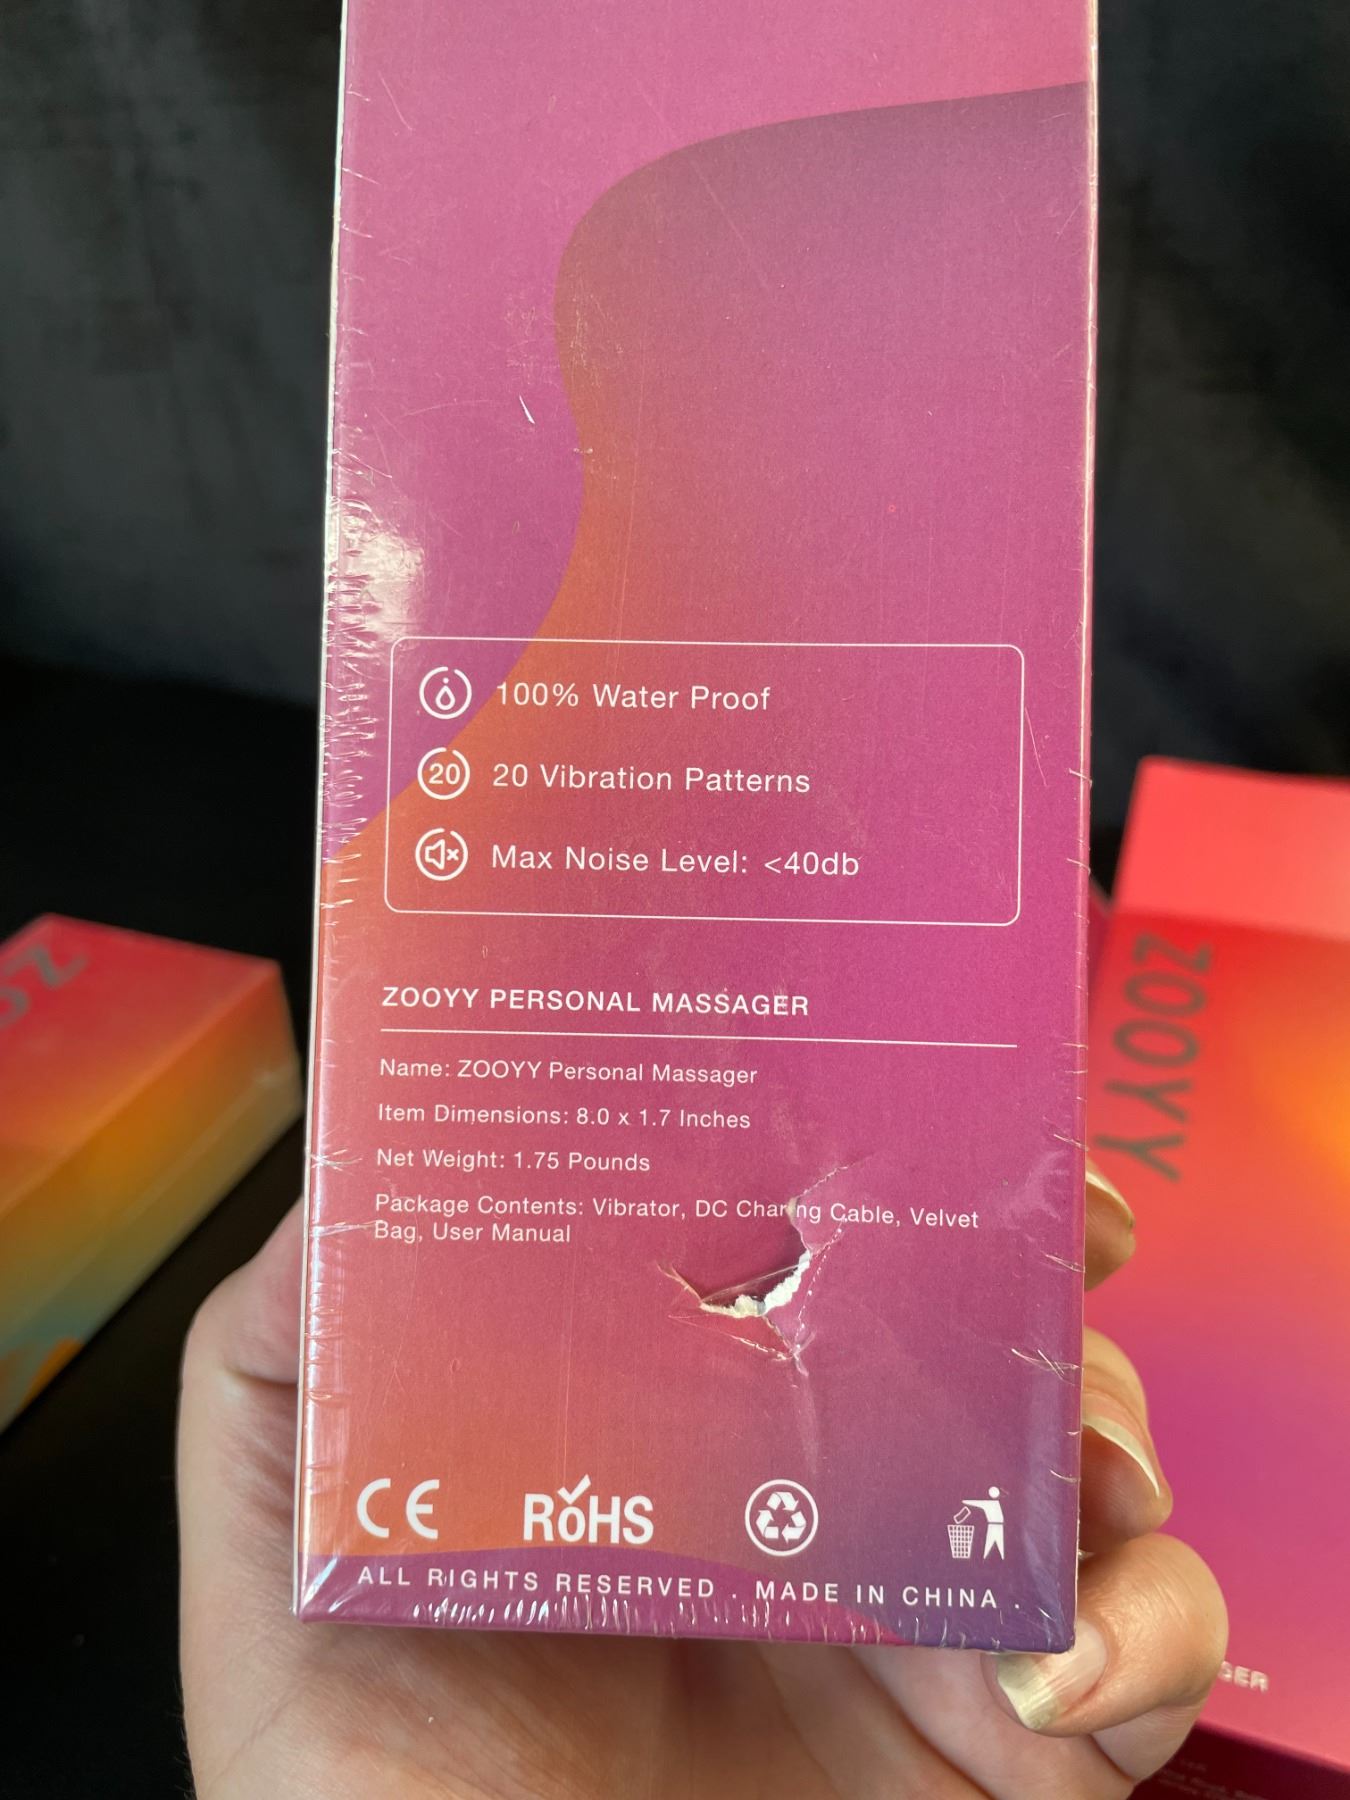 100% Water Proof
20 20 Vibration Patterns
Max Noise Level: <40db
ZOOYY PERSONAL MASSAGER
Name: ZOOYY Personal Massager
Item Dimensions: 8.0 x 1.7 Inches
Net Weight: 1.75 Pounds
Package Contents: Vibrator, DC Charging Cable, Velvet
Bag, User Manual
CE RoHS
ALL RIGHTS RESERVED . MADE IN CHINA .
ZOOYY